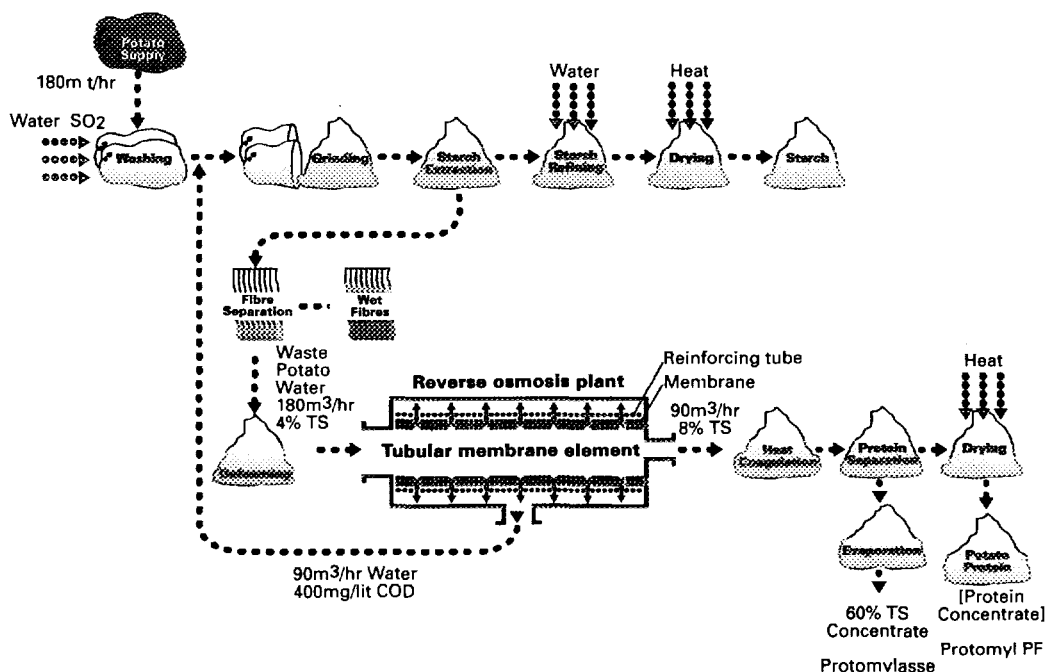 Potato
Supply
180m t/hr
Water SO2
Washing
Grinding
Starch
Extraction
Water
Starch
Refining
Heat
Drying
Starch
Fibre
Separation
Wet
Fibres
Waste
Potato
Water
180m3/hr
4% TS
Reverse osmosis plant
Reinforcing tube
Membrane
Tubular membrane element
90m3/hr
8% TS
Heat
Coagulation
Protein
Separation
Heat
Drying
Evaporation
Potato
Protein
90m3/hr Water
400mg/lit COD
60% TS
Concentrate
Protomylasse
[Protein
Concentrate]
Protomyl PF